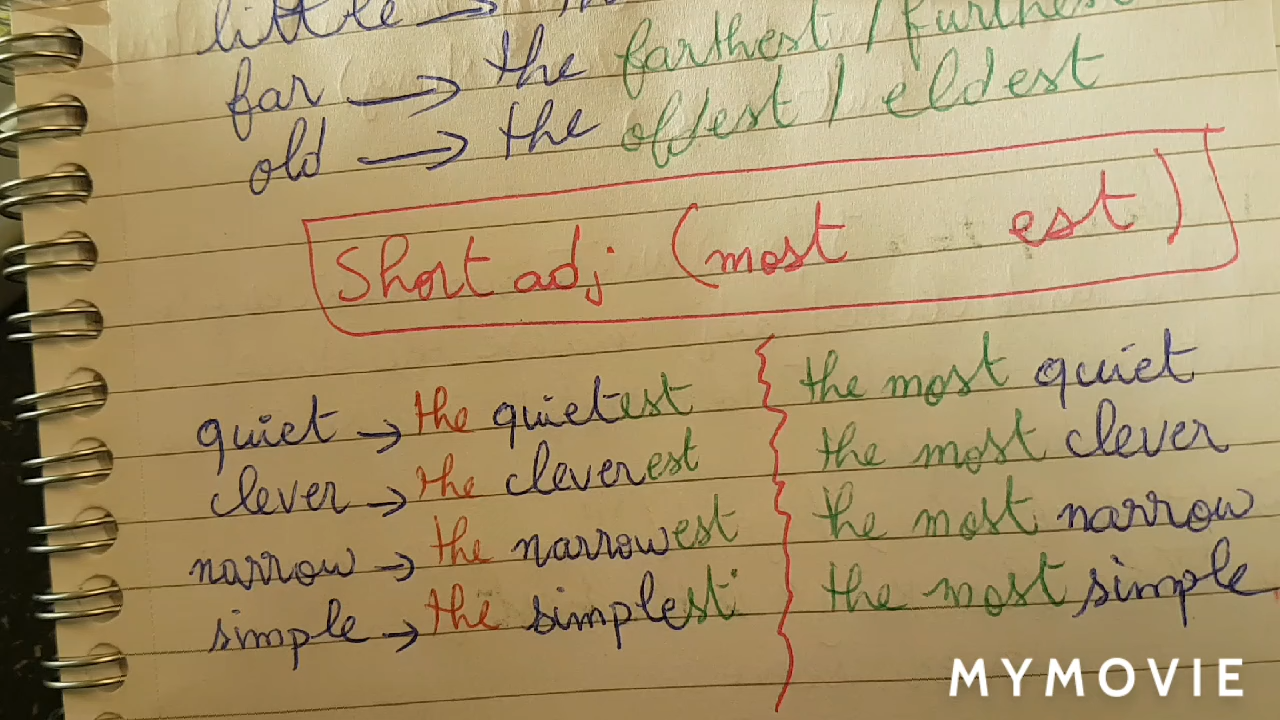 little →
far → the farthest / furthest
old → the oldest / eldest
Short adj (most est)
quiet → the quietest the most quiet
clever → the cleverest the most clever
narrow → the narrowest the most narrow
simple → the simplest the most simple
MYMOVIE